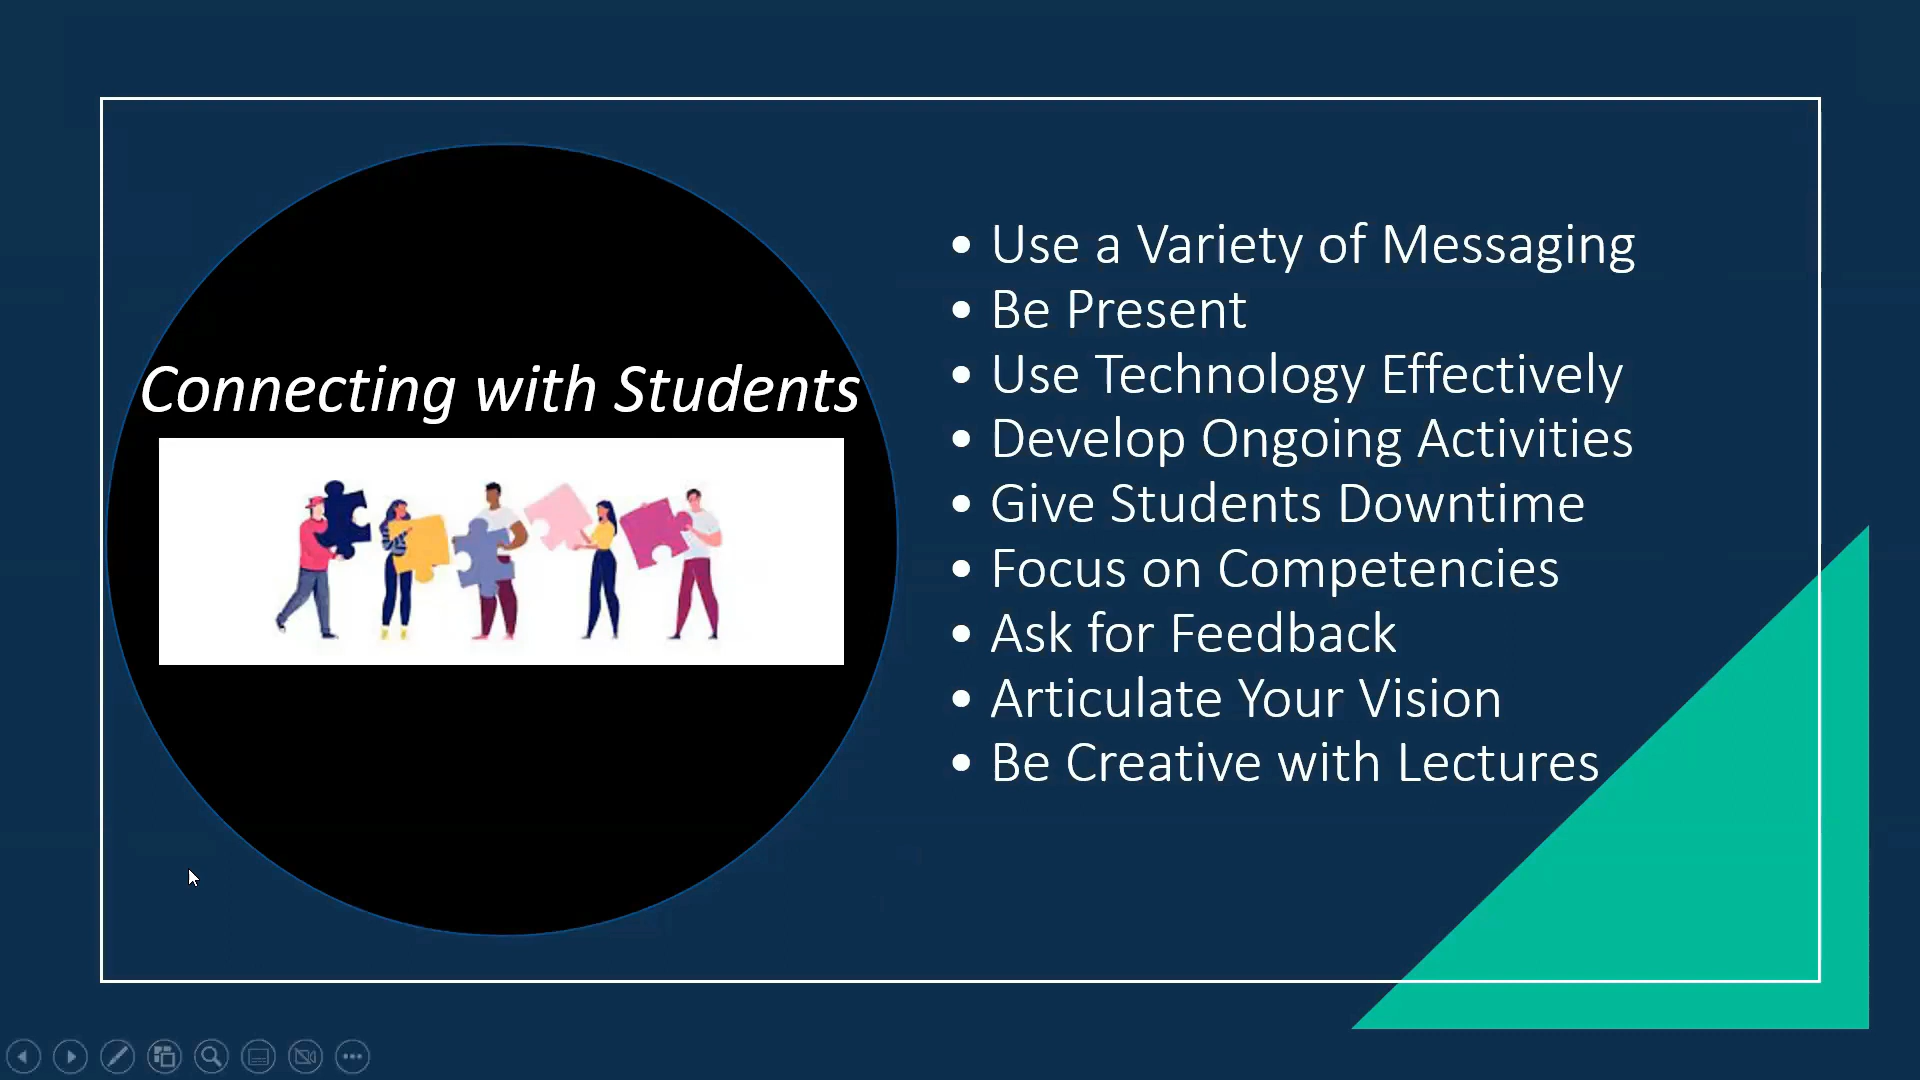 Connecting with Students
• Use a Variety of Messaging
• Be Present
• Use Technology Effectively
• Develop Ongoing Activities
• Give Students Downtime
• Focus on Competencies
• Ask for Feedback
• Articulate Your Vision
• Be Creative with Lectures